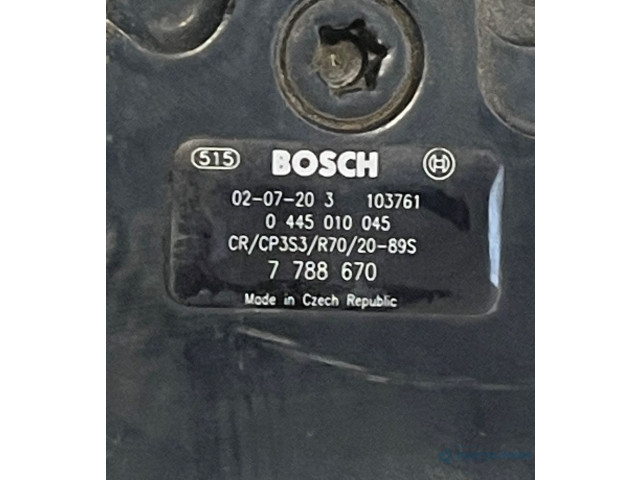 515 BOSCH
02-07-20 3 103761
0 445 010 045
CR/CP3S3/R70/20-89S
7 788 670
Made in Czech Republic